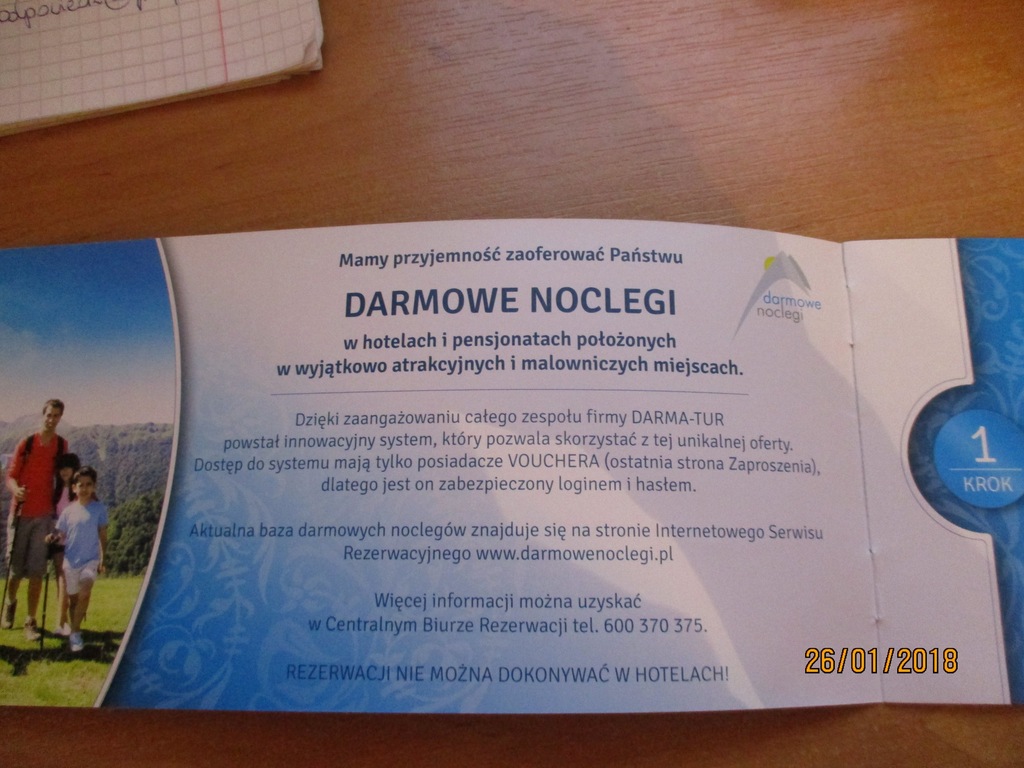 Mamy przyjemność zaoferować Państwu
DARMOWE NOCLEGI
w hotelach i pensjonatach położonych
w wyjątkowo atrakcyjnych i malowniczych miejscach.
darmowe
noclegi
Dzięki zaangażowaniu całego zespołu firmy DARMA-TUR
powstał innowacyjny system, który pozwala skorzystać z tej unikalnej oferty.
Dostęp do systemu mają tylko posiadacze VOUCHERA (ostatnia strona Zaproszenia),
dlatego jest on zabezpieczony loginem i hasłem.
Aktualna baza darmowych noclegów znajduje się na stronie Internetowego Serwisu
Rezerwacyjnego www.darmowenoclegi.pl
Więcej informacji można uzyskać
w Centralnym Biurze Rezerwacji tel. 600 370 375.
REZERWACJI NIE MOŻNA DOKONYWAĆ W HOTELACH!
1
KROK
26/01/2018